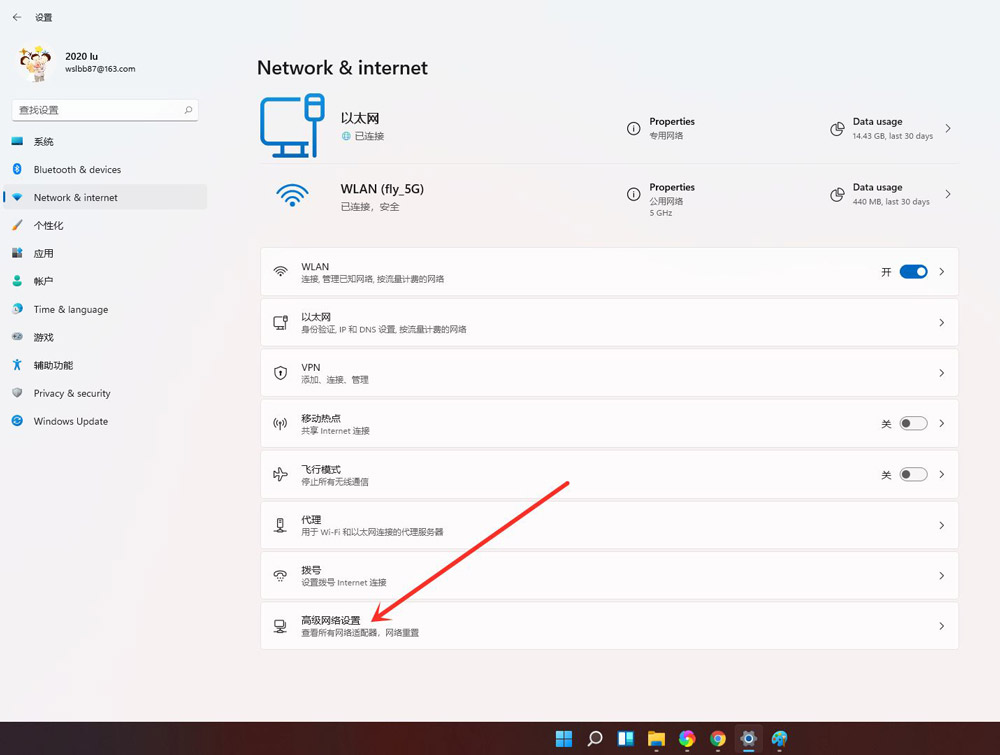 设置
2020 lu
wslbb87@163.com
查找设置
系统
Bluetooth & devices
Network & internet
个性化
应用
帐户
Time & language
游戏
辅助功能
Privacy & security
Windows Update
Network & internet
以太网
已连接
Properties
专用网络
Data usage
14.43 GB, last 30 days
WLAN (fly_5G)
已连接，安全
Properties
公用网络
5 GHz
Data usage
440 MB, last 30 days
WLAN
连接, 管理已知网络, 按流量计费的网络
开
以太网
身份验证, IP 和 DNS 设置, 按流量计费的网络
VPN
添加、连接、管理
移动热点
共享 Internet 连接
关
飞行模式
停止所有无线通信
关
代理
用于 Wi-Fi 和以太网连接的代理服务器
拨号
设置拨号 Internet 连接
高级网络设置
查看所有网络适配器，网络重置